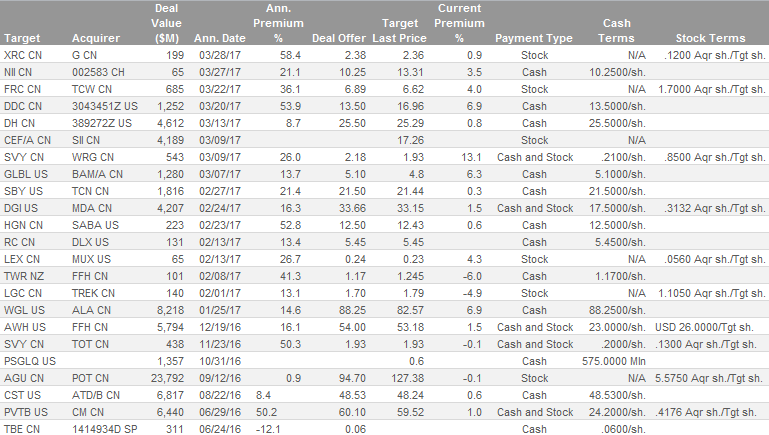 Deal Ann. Target Current
Value Premium Target Premium Cash
Target Acquirer ($M) Ann. Date % Deal Offer Last Price % Payment Type Terms Stock Terms
XRC CN G CN 199 03/28/17 58.4 2.38 2.36 0.9 Stock N/A .1200 Aqr sh./Tgt sh.
NII CN 002583 CH 65 03/27/17 21.1 10.25 13.31 3.5 Cash 10.2500/sh.
FRC CN TCW CN 685 03/22/17 36.1 6.89 6.62 4.0 Stock N/A 1.7000 Aqr sh./Tgt sh.
DDC CN 3043451Z US 1,252 03/20/17 53.9 13.50 16.96 6.9 Cash 13.5000/sh.
DH CN 389272Z US 4,612 03/13/17 8.7 25.50 25.29 0.8 Cash 25.5000/sh.
CEF/A CN SII CN 4,189 03/09/17 17.26 Stock N/A
SVY CN WRG CN 543 03/09/17 26.0 2.18 1.93 13.1 Cash and Stock .2100/sh. .8500 Aqr sh./Tgt sh.
GLBL US BAM/A CN 1,280 03/07/17 13.7 5.10 4.8 6.3 Cash 5.1000/sh.
SBY US TCN CN 1,816 02/27/17 21.4 21.50 21.44 0.3 Cash 21.5000/sh.
DGI US MDA CN 4,207 02/24/17 16.3 33.66 33.15 1.5 Cash and Stock 17.5000/sh. .3132 Aqr sh./Tgt sh.
HGN CN SABA US 223 02/23/17 52.8 12.50 12.43 0.6 Cash 12.5000/sh.
RC CN DLX US 131 02/13/17 13.4 5.45 5.45 Cash 5.4500/sh.
LEX CN MUX US 65 02/13/17 26.7 0.24 0.23 4.3 Stock N/A .0560 Aqr sh./Tgt sh.
TWR NZ FFH CN 101 02/08/17 41.3 1.17 1.245 -6.0 Cash 1.1700/sh.
LGC CN TREK CN 140 02/01/17 13.1 1.70 1.79 -4.9 Stock N/A 1.1050 Aqr sh./Tgt sh.
WGL US ALA CN 8,218 01/25/17 14.6 88.25 82.57 6.9 Cash 88.2500/sh.
AWH US FFH CN 5,794 12/19/16 16.1 54.00 53.18 1.5 Cash and Stock 23.0000/sh. USD 26.0000/Tgt sh.
SVY CN TOT CN 438 11/23/16 50.3 1.93 1.93 -0.1 Cash and Stock .2000/sh. .1300 Aqr sh./Tgt sh.
PSGLQ US 1,357 10/31/16 0.6 Cash 575.0000 Mln
AGU CN POT CN 23,792 09/12/16 0.9 94.70 127.38 -0.1 Stock N/A 5.5750 Aqr sh./Tgt sh.
CST US ATD/B CN 6,817 08/22/16 8.4 48.53 48.24 0.6 Cash 48.5300/sh.
PVTB US CM CN 6,440 06/29/16 50.2 60.10 59.52 1.0 Cash and Stock 24.2000/sh. .4176 Aqr sh./Tgt sh.
TBE CN 1414934D SP 311 06/24/16 -12.1 0.06 Cash .0600/sh.